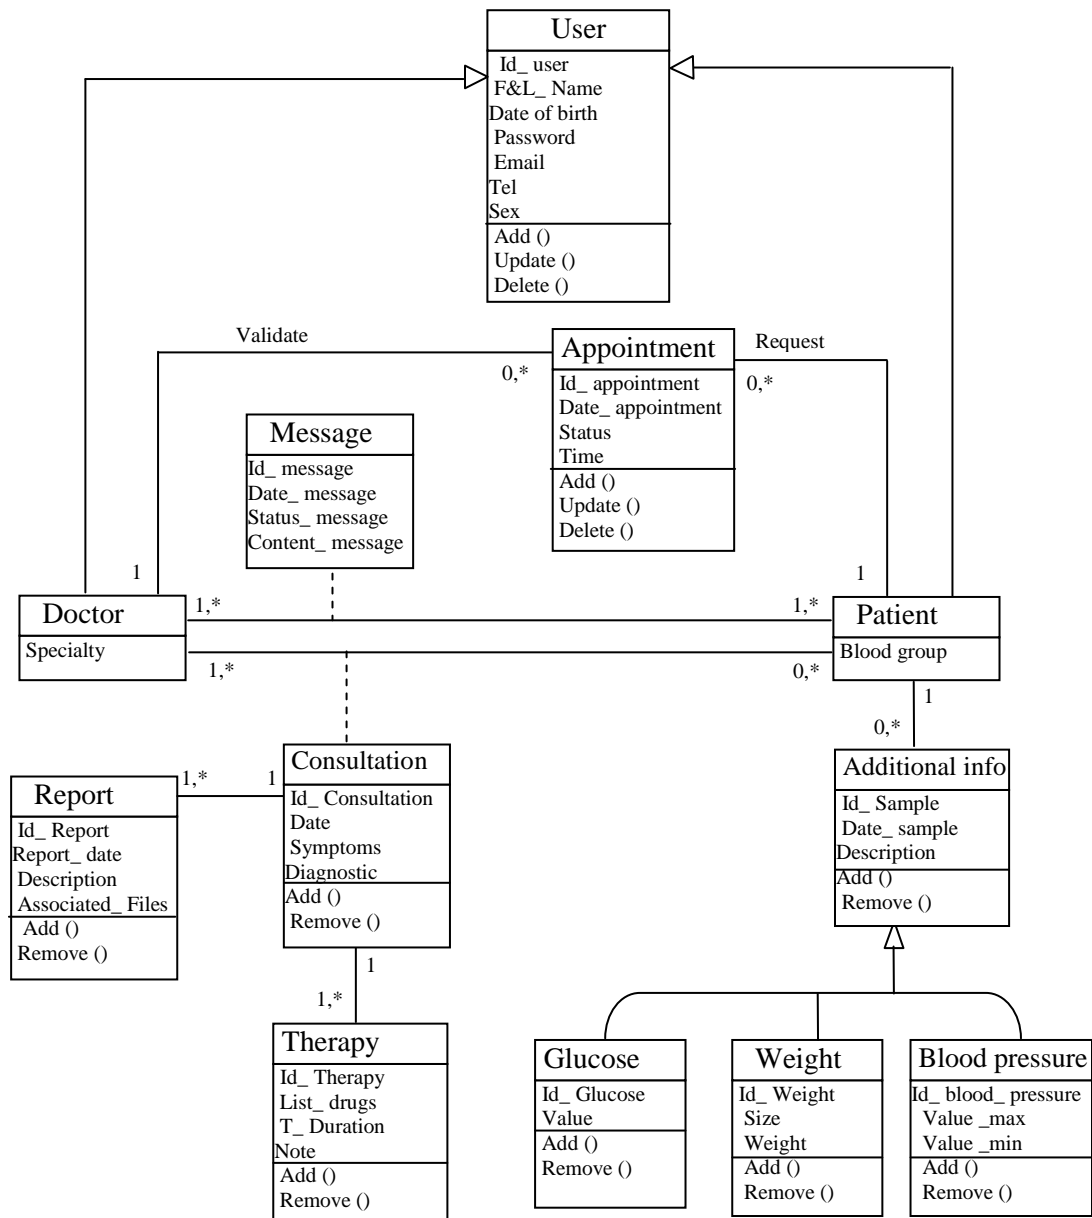 User
Id_ user
F&L_ Name
Date of birth
Password
Email
Tel
Sex
Add ()
Update ()
Delete ()
Validate
0,*
Appointment
Id_ appointment
Date_ appointment
Status
Time
Add ()
Update ()
Delete ()
Request
0,*
Message
Id_ message
Date_ message
Status_ message
Content_ message
1
1
Doctor
Specialty
1,*
1,*
1,*
0,*
Patient
Blood group
1
0,*
Consultation
Id_ Consultation
Date
Symptoms
Diagnostic
Add ()
Remove ()
1,*
1
Report
Id_ Report
Report_ date
Description
Associated_ Files
Add ()
Remove ()
Additional info
Id_ Sample
Date_ sample
Description
Add ()
Remove ()
1
1,*
Therapy
Id_ Therapy
List_ drugs
T_ Duration
Note
Add ()
Remove ()
Glucose
Id_ Glucose
Value
Add ()
Remove ()
Weight
Id_ Weight
Size
Weight
Add ()
Remove ()
Blood pressure
Id_ blood_ pressure
Value _max
Value _min
Add ()
Remove ()